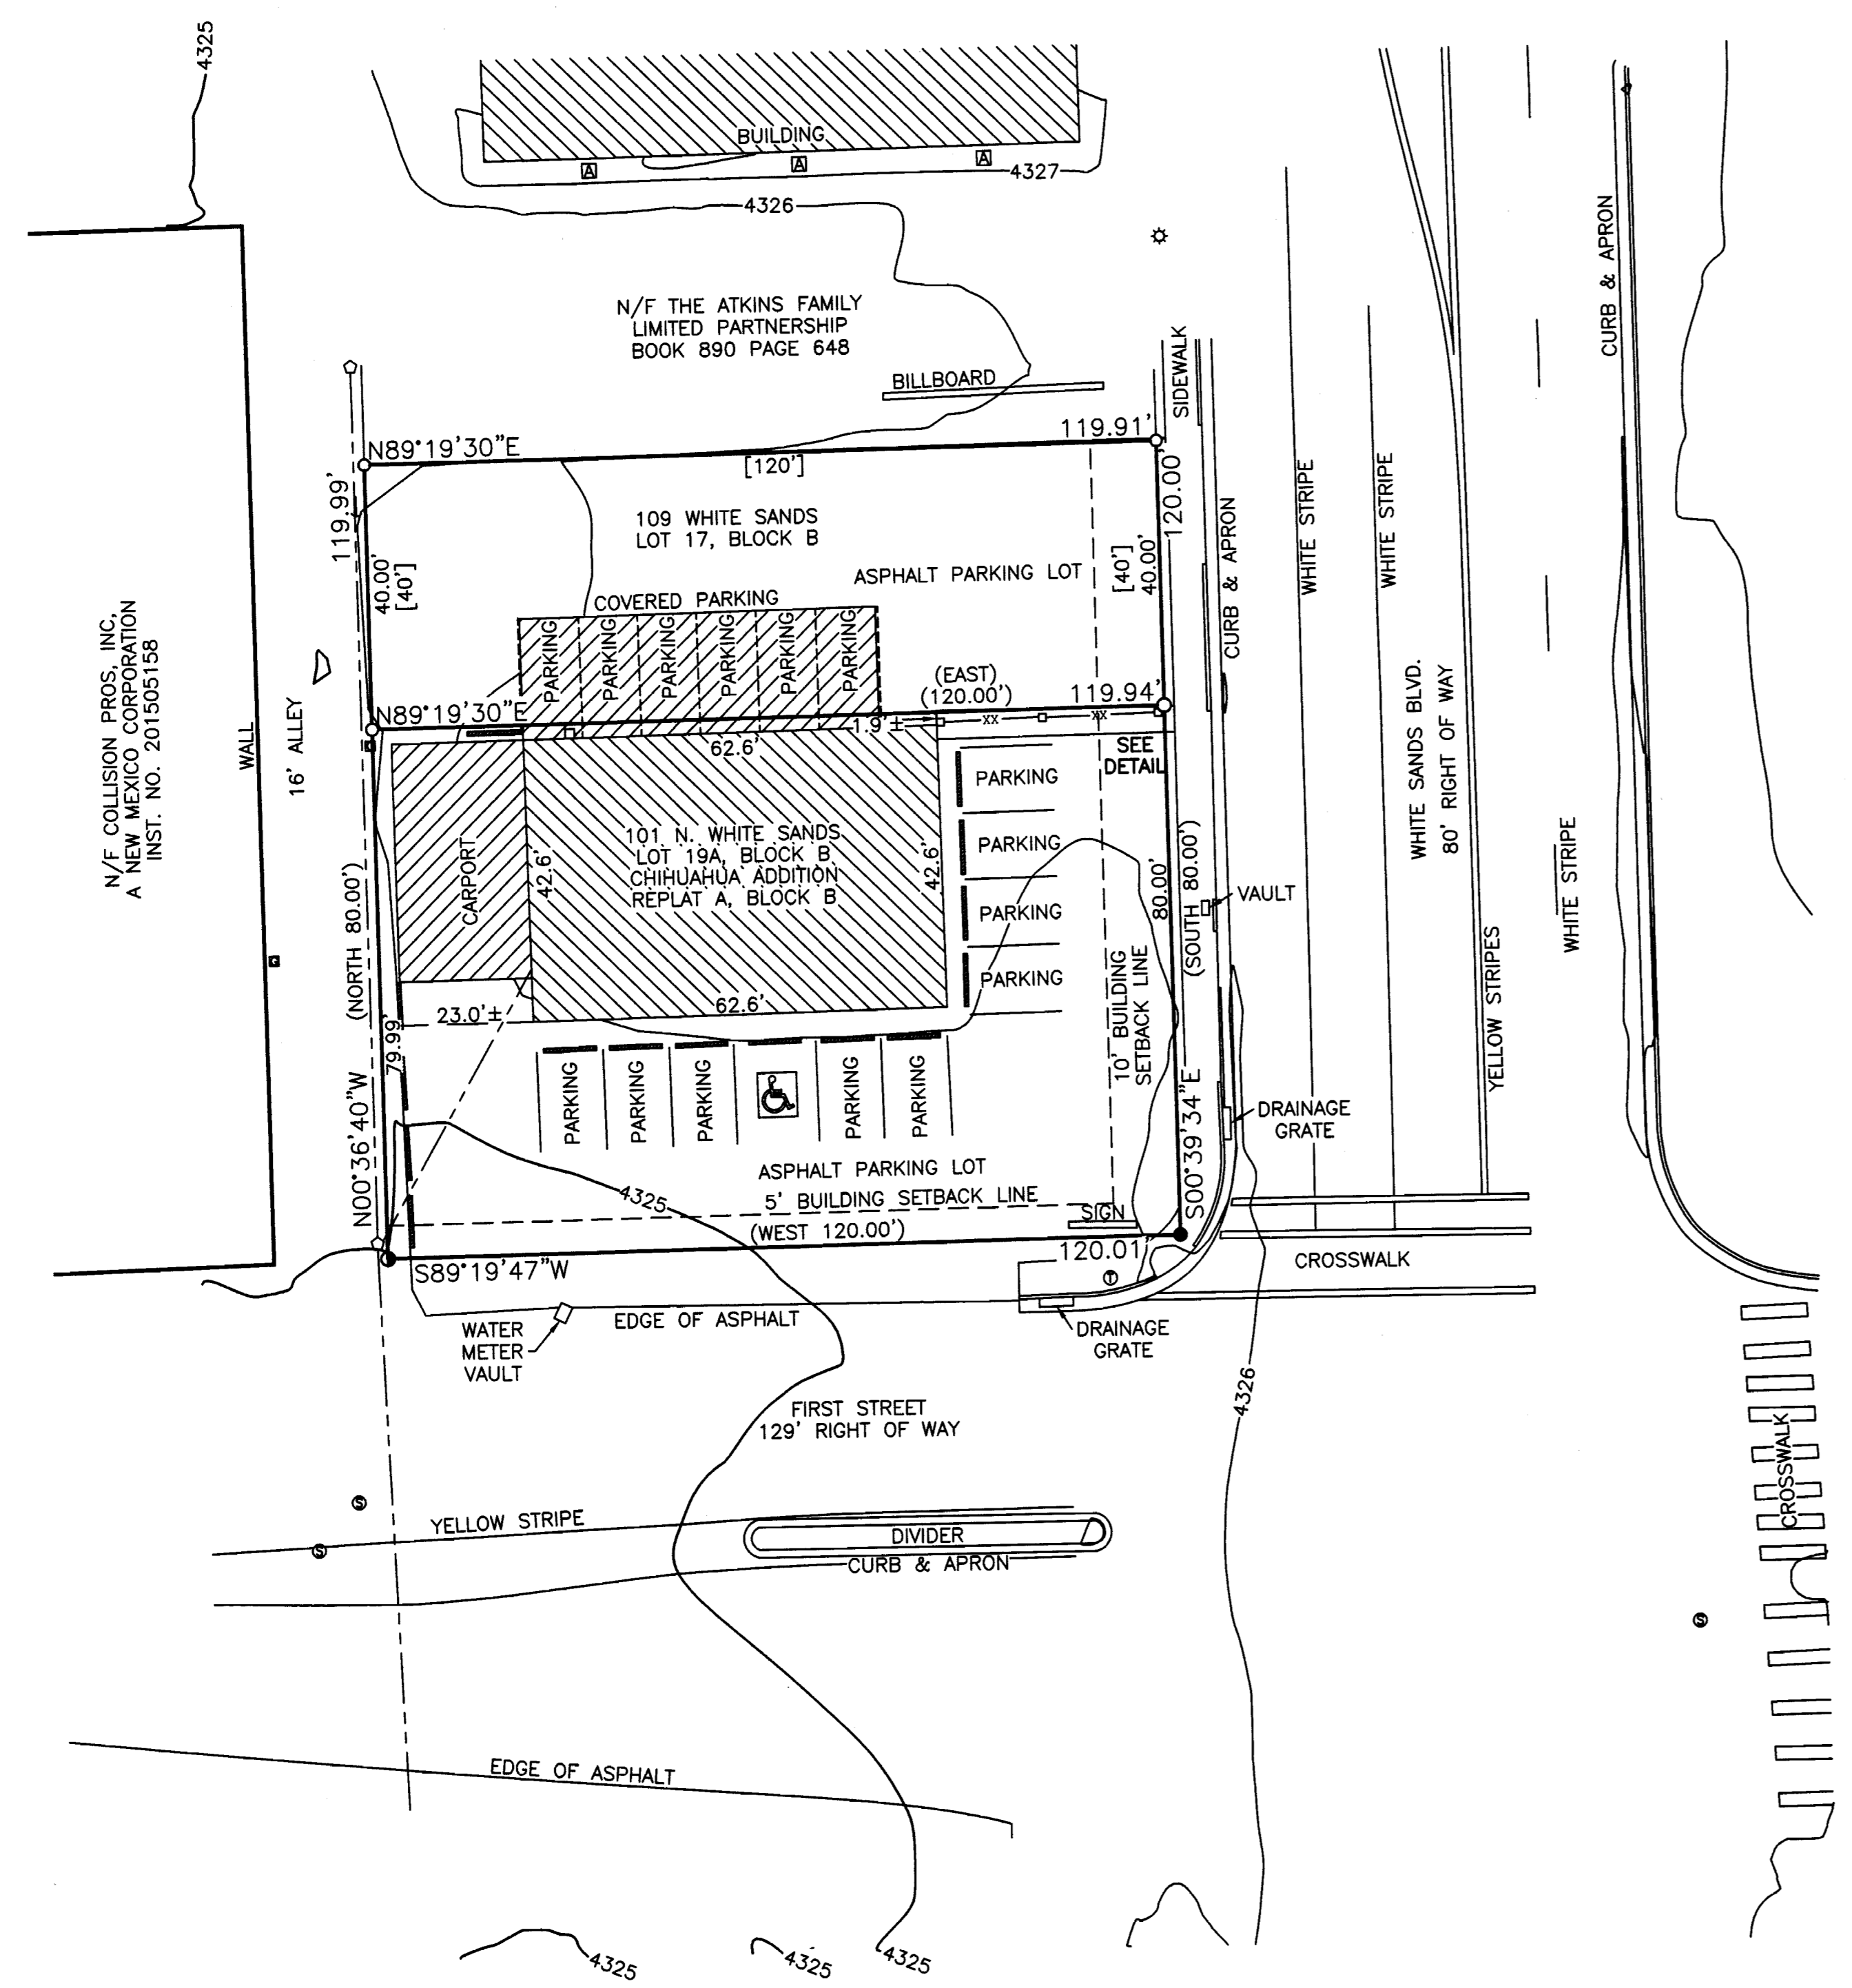 4325
BUILDING
A
A
A
4327
4326
N/F THE ATKINS FAMILY
LIMITED PARTNERSHIP
BOOK 890 PAGE 648
BILLBOARD
SIDEWALK
CURB & APRON
N89°19'30"E
119.91'
[120']
119.99'
40.00'
[40']
109 WHITE SANDS
LOT 17, BLOCK B
120.00'
[40']
40.00'
ASPHALT PARKING LOT
COVERED PARKING
PARKING
PARKING
PARKING
PARKING
PARKING
PARKING
CURB & APRON
WHITE STRIPE
WHITE STRIPE
WHITE SANDS BLVD.
80' RIGHT OF WAY
N/F COLLISION PROS, INC,
A NEW MEXICO CORPORATION
INST. NO. 201505158
WALL
16' ALLEY
(EAST)
(120.00')
119.94'
N89°19'30"E
1.9'±
XX
XX
62.6'
SEE
DETAIL
PARKING
PARKING
PARKING
PARKING
CARPORT
42.6'
101 N. WHITE SANDS
LOT 19A, BLOCK B
CHIHUAHUA ADDITION
REPLAT A, BLOCK B
42.6'
80.00'
(SOUTH 80.00')
VAULT
WHITE STRIPE
YELLOW STRIPES
(NORTH 80.00')
79.99'
23.0'±
62.6'
10' BUILDING
SETBACK LINE
PARKING
PARKING
PARKING
PARKING
PARKING
N00°36'40"W
S00°39'34"E
DRAINAGE
GRATE
ASPHALT PARKING LOT
4325
5' BUILDING SETBACK LINE
SIGN
(WEST 120.00')
120.01'
S89°19'47"W
T
CROSSWALK
WATER
METER
VAULT
EDGE OF ASPHALT
DRAINAGE
GRATE
4326
FIRST STREET
129' RIGHT OF WAY
CROSSWALK
S
S
YELLOW STRIPE
DIVIDER
CURB & APRON
S
EDGE OF ASPHALT
4325
4325
4325